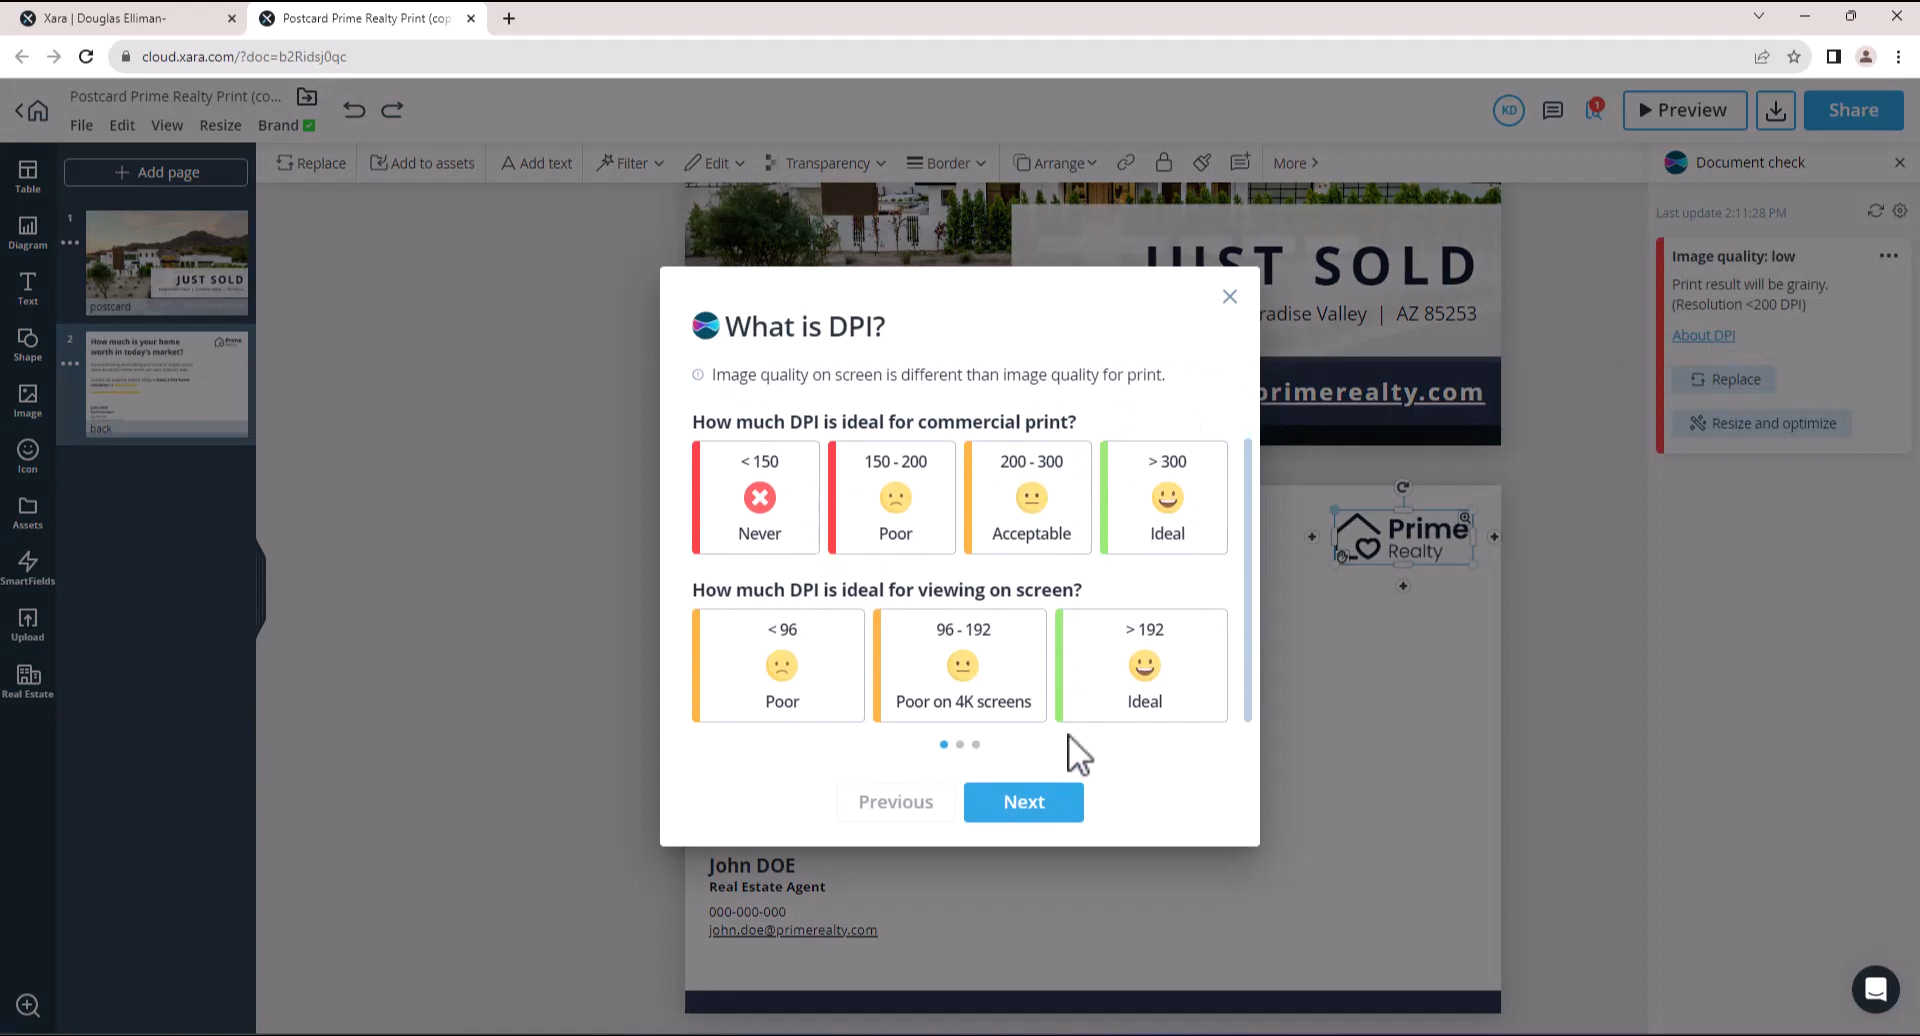 Xara | Douglas Elliman-
Postcard Prime Realty Print (cop
cloud.xara.com/?doc=b2Ridsj0qc
Postcard Prime Realty Print (co...
File Edit View Resize Brand
KD
1
Preview
Share
Replace
Add to assets
Add text
Filter
Edit
Transparency
Border
Arrange
More >
Table
Diagram
Text
Shape
Image
Icon
Assets
SmartFields
Upload
Real Estate
+ Add page
1
JUST SOLD
postcard
2
How much is your home
worth in today's market?
Prime
back
JUST SOLD
radise Valley | AZ 85253
primerealty.com
Prime
Realty
John DOE
Real Estate Agent
000-000-000
john.doe@primerealty.com
What is DPI?
Image quality on screen is different than image quality for print.
How much DPI is ideal for commercial print?
< 150
Never
150 - 200
Poor
200 - 300
Acceptable
> 300
Ideal
How much DPI is ideal for viewing on screen?
< 96
Poor
96 - 192
Poor on 4K screens
> 192
Ideal
Previous
Next
Document check
Last update 2:11:28 PM
Image quality: low
Print result will be grainy.
(Resolution <200 DPI)
About DPI
Replace
Resize and optimize